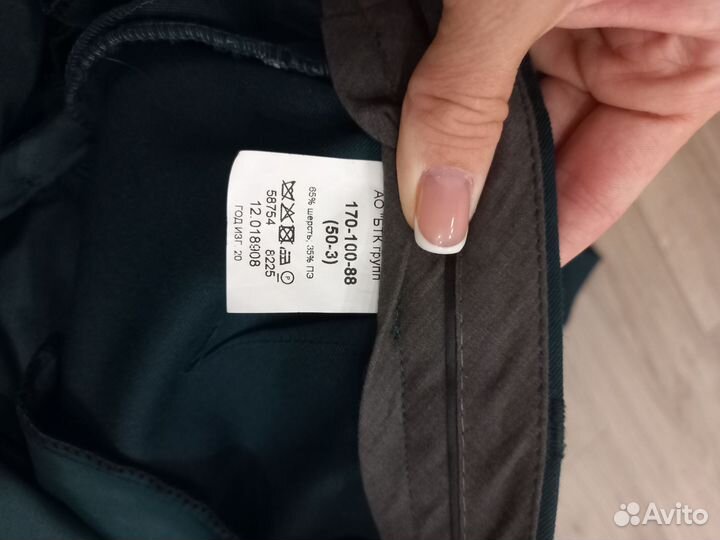 АО "БТК групп
170-100-88
(50-3)
65% шерсть, 35% ПЭ
P
58754 8225
12.018908
ГОД ИЗГ. 20
Avito